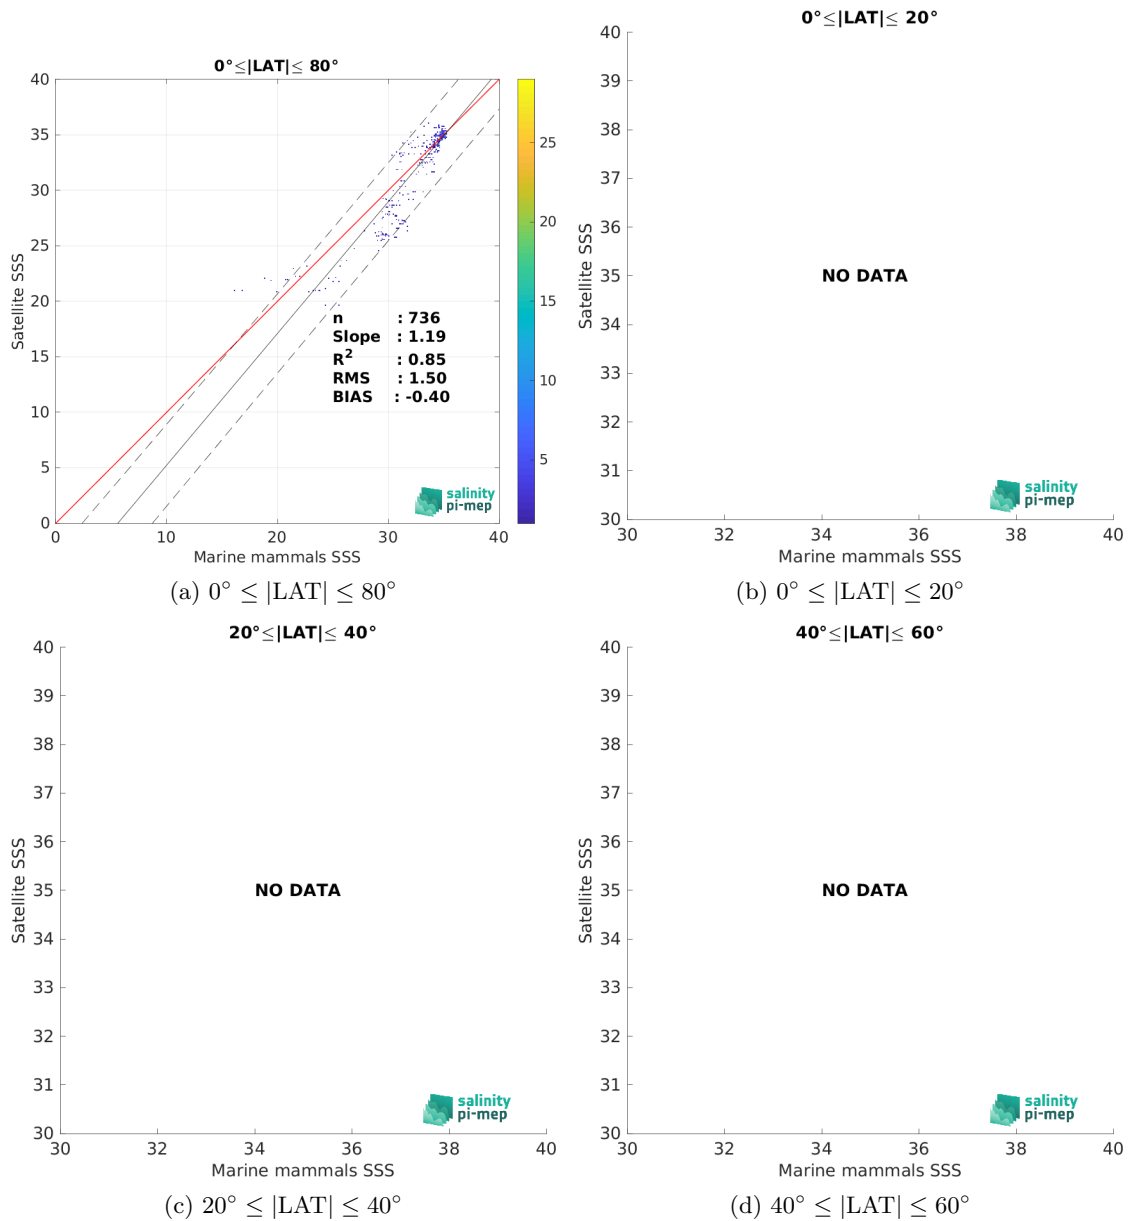 0°≤|LAT|≤ 80°
40
35
30
25
20
15
10
5
0
Satellite SSS
0
10
20
30
40
Marine mammals SSS
25
20
15
10
5
n : 736
Slope : 1.19
R² : 0.85
RMS : 1.50
BIAS : -0.40
salinity
pi-mep
(a) 0° ≤ |LAT| ≤ 80°
0°≤|LAT|≤ 20°
40
39
38
37
36
35
34
33
32
31
30
Satellite SSS
NO DATA
30
32
34
36
38
40
Marine mammals SSS
salinity
pi-mep
(b) 0° ≤ |LAT| ≤ 20°
20°≤|LAT|≤ 40°
40
39
38
37
36
35
34
33
32
31
30
Satellite SSS
NO DATA
30
32
34
36
38
40
Marine mammals SSS
salinity
pi-mep
(c) 20° ≤ |LAT| ≤ 40°
40°≤|LAT|≤ 60°
40
39
38
37
36
35
34
33
32
31
30
Satellite SSS
NO DATA
30
32
34
36
38
40
Marine mammals SSS
salinity
pi-mep
(d) 40° ≤ |LAT| ≤ 60°